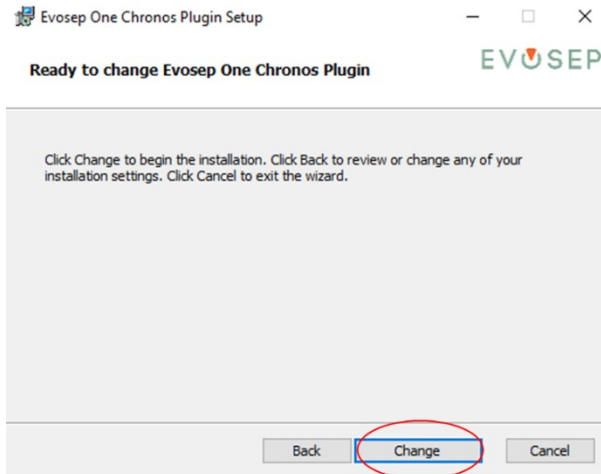 Evosep One Chronos Plugin Setup
EVOSEP
Ready to change Evosep One Chronos Plugin
Click Change to begin the installation. Click Back to review or change any of your
installation settings. Click Cancel to exit the wizard.
Back Change Cancel